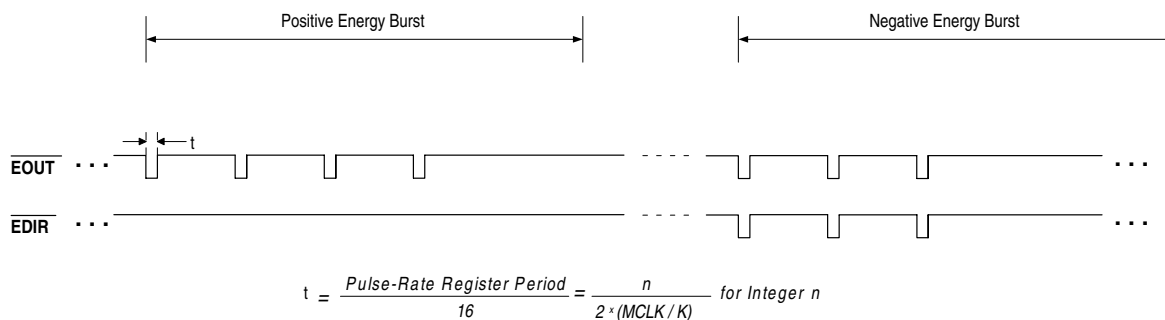 Positive Energy Burst
Negative Energy Burst
t
EOUT ... ...
EDIR ... ...
t = Pulse-Rate Register Period / 16 = n / 2 x (MCLK / K) for Integer n